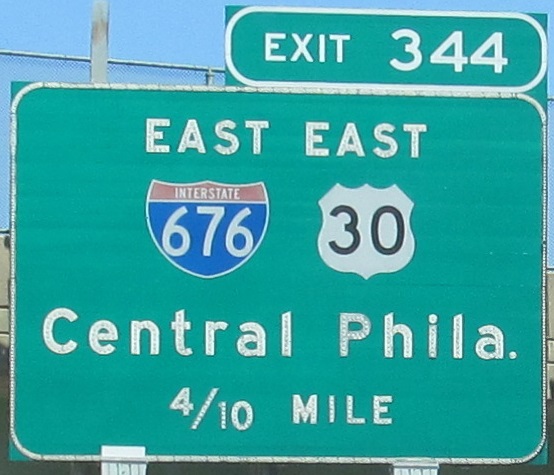 EXIT 344
EAST EAST
INTERSTATE
676 30
Central Phila.
4/10 MILE